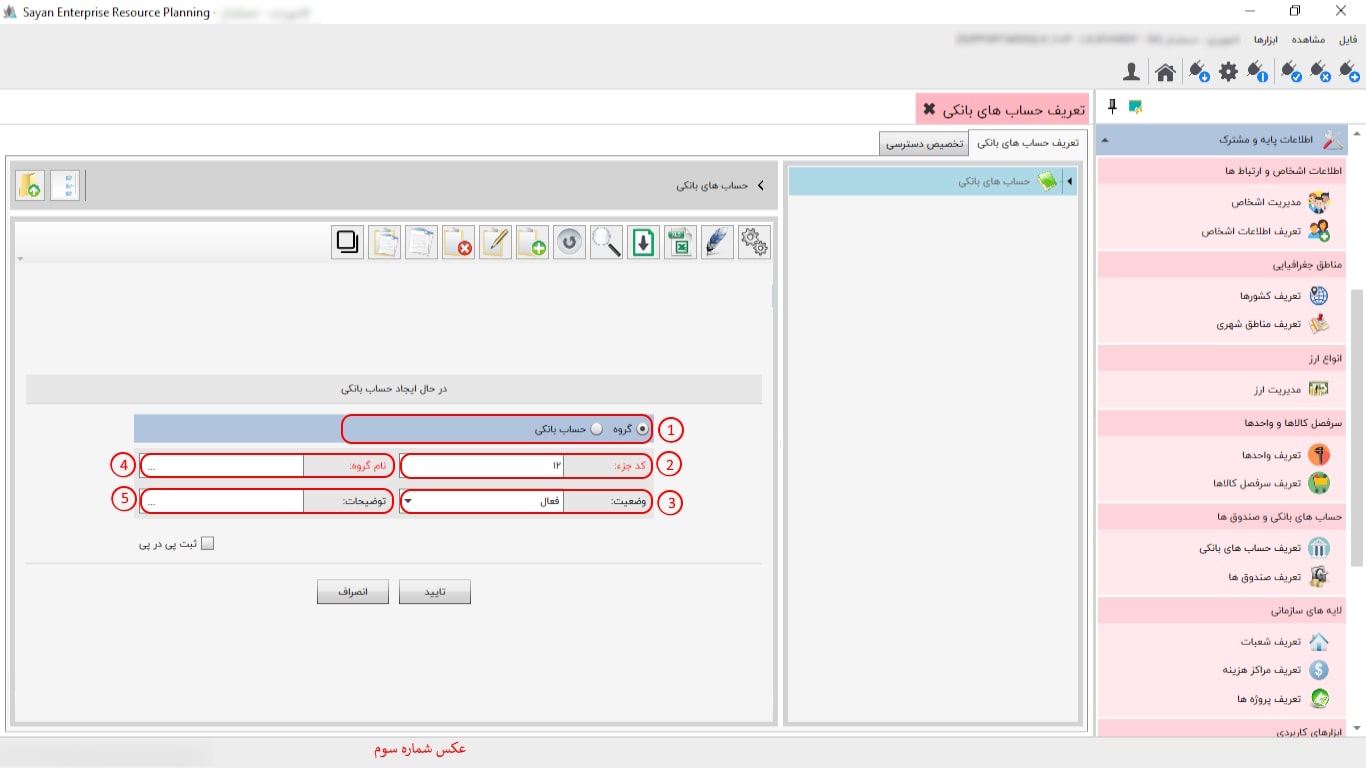 Sayan Enterprise Resource Planning -
فایل
مشاهده
ابزارها
تعریف حساب های بانکی
تعریف حساب های بانکی
تخصیص دسترسی
اطلاعات پایه و مشترک
اطلاعات اشخاص و ارتباط ها
مدیریت اشخاص
تعریف اطلاعات اشخاص
مناطق جغرافیایی
تعریف کشورها
تعریف مناطق شهری
انواع ارز
مدیریت ارز
سرفصل کالاها و واحدها
تعریف واحدها
تعریف سرفصل کالاها
حساب های بانکی و صندوق ها
تعریف حساب های بانکی
تعریف صندوق ها
لایه های سازمانی
تعریف شعبات
تعریف مراکز هزینه
تعریف پروژه ها
ابزارهای کاربردی
حساب های بانکی
حساب های بانکی
در حال ایجاد حساب بانکی
1 گروه حساب بانکی
2 کد جزء: ۱۲
4 نام گروه: ...
3 وضعیت: فعال
5 توضیحات: ...
ثبت پی در پی
تایید
انصراف
عکس شماره سوم